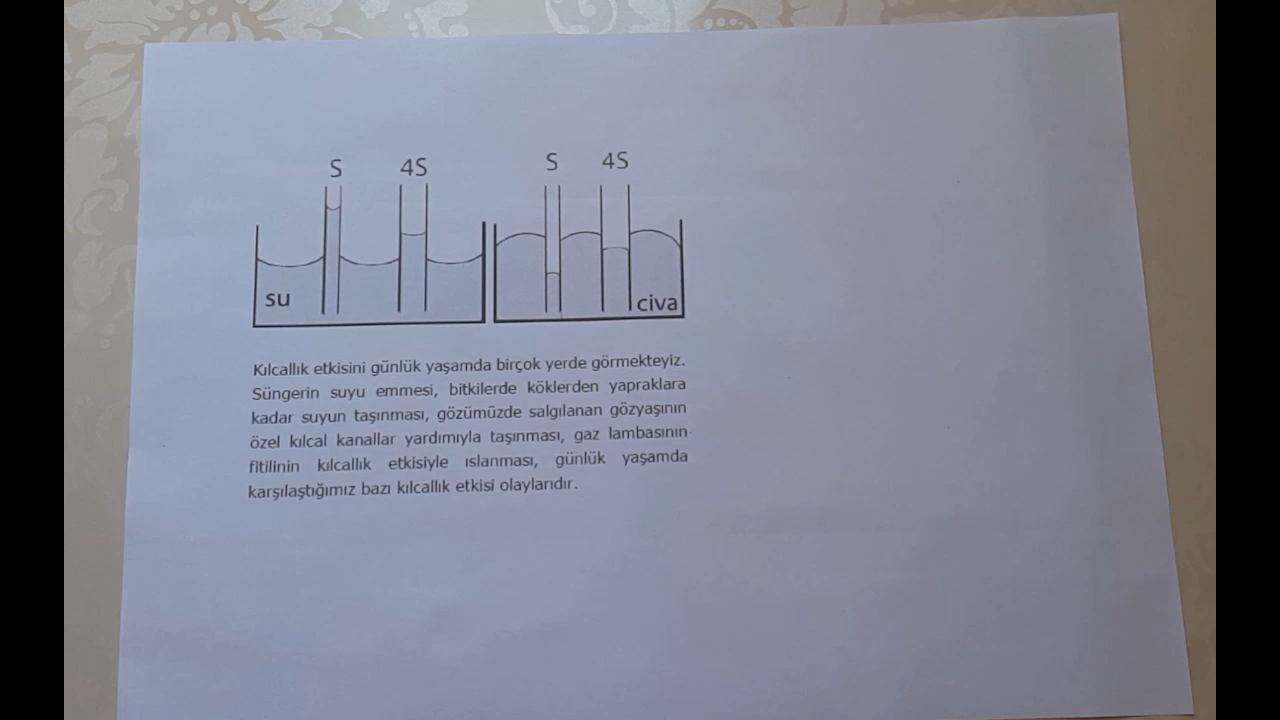 S 4S S 4S
su civa
Kılcallık etkisini günlük yaşamda birçok yerde görmekteyiz.
Süngerin suyu emmesi, bitkilerde köklerden yapraklara
kadar suyun taşınması, gözümüzde salgılanan gözyaşının
özel kılcal kanallar yardımıyla taşınması, gaz lambasının
fitilinin kılcallık etkisiyle ıslanması, günlük yaşamda
karşılaştığımız bazı kılcallık etkisi olaylarıdır.